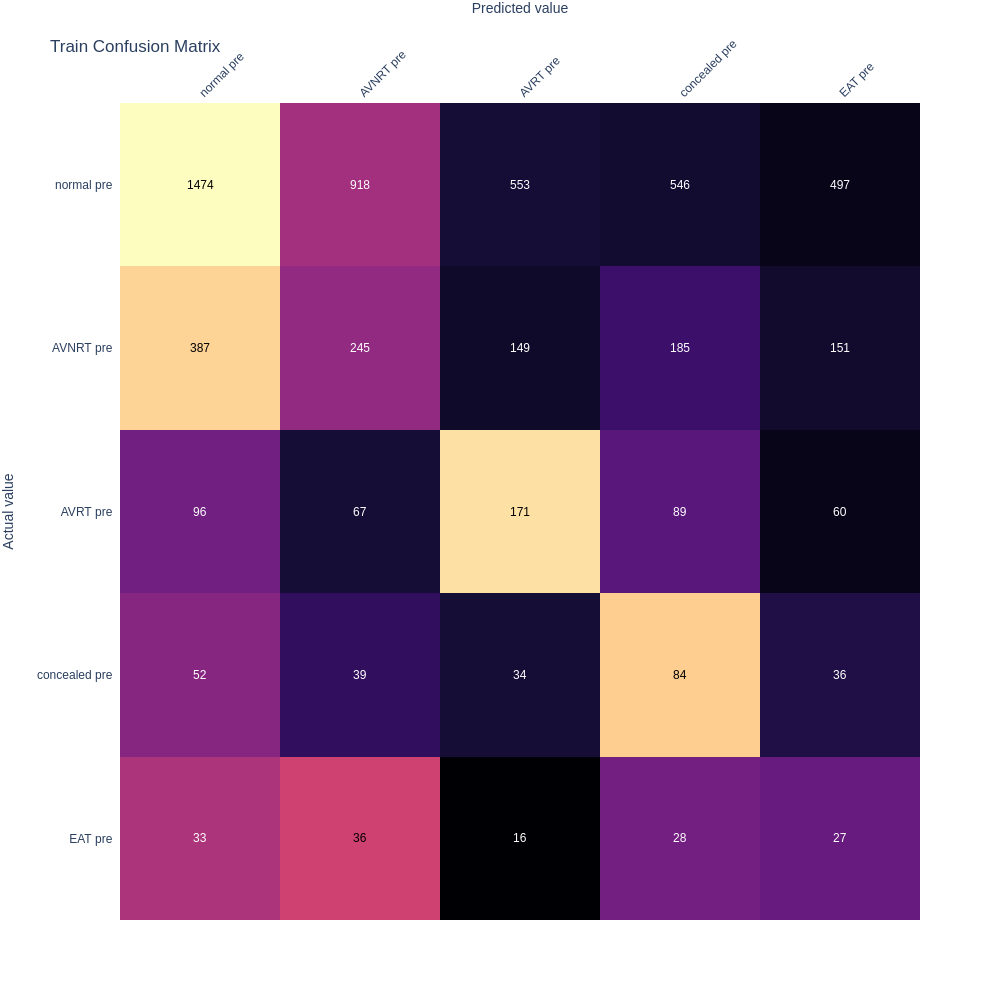 Predicted value
Train Confusion Matrix
normal pre AVNRT pre AVRT pre concealed pre EAT pre
normal pre 1474 918 553 546 497
AVNRT pre 387 245 149 185 151
AVRT pre 96 67 171 89 60
Actual value
concealed pre 52 39 34 84 36
EAT pre 33 36 16 28 27